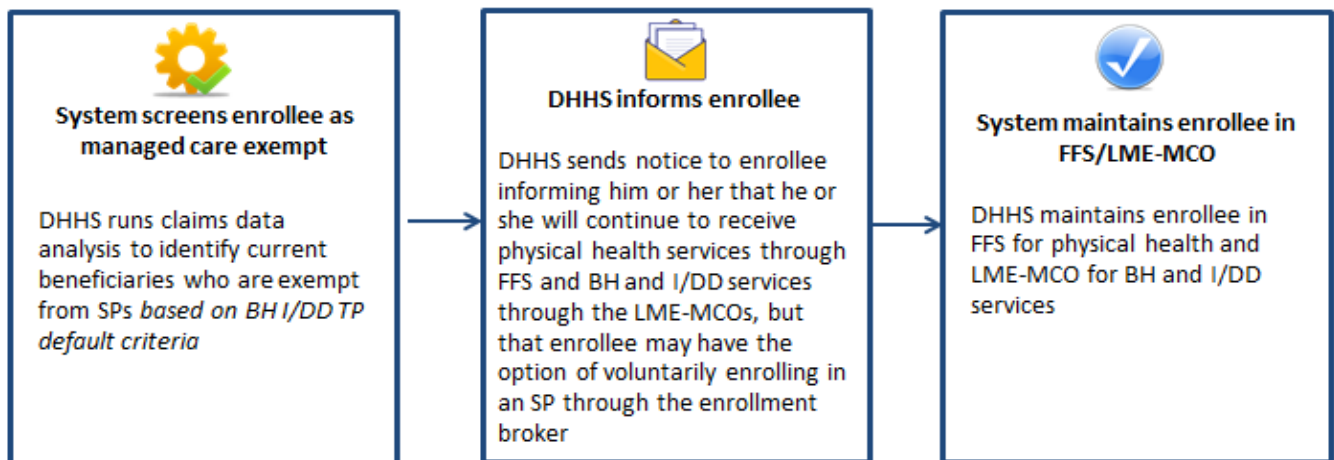 System screens enrollee as
managed care exempt
DHHS runs claims data
analysis to identify current
beneficiaries who are exempt
from SPs based on BH I/DD TP
default criteria
DHHS informs enrollee
DHHS sends notice to enrollee
informing him or her that he or
she will continue to receive
physical health services through
FFS and BH and I/DD services
through the LME-MCOs, but
that enrollee may have the
option of voluntarily enrolling in
an SP through the enrollment
broker
System maintains enrollee in
FFS/LME-MCO
DHHS maintains enrollee in
FFS for physical health and
LME-MCO for BH and I/DD
services